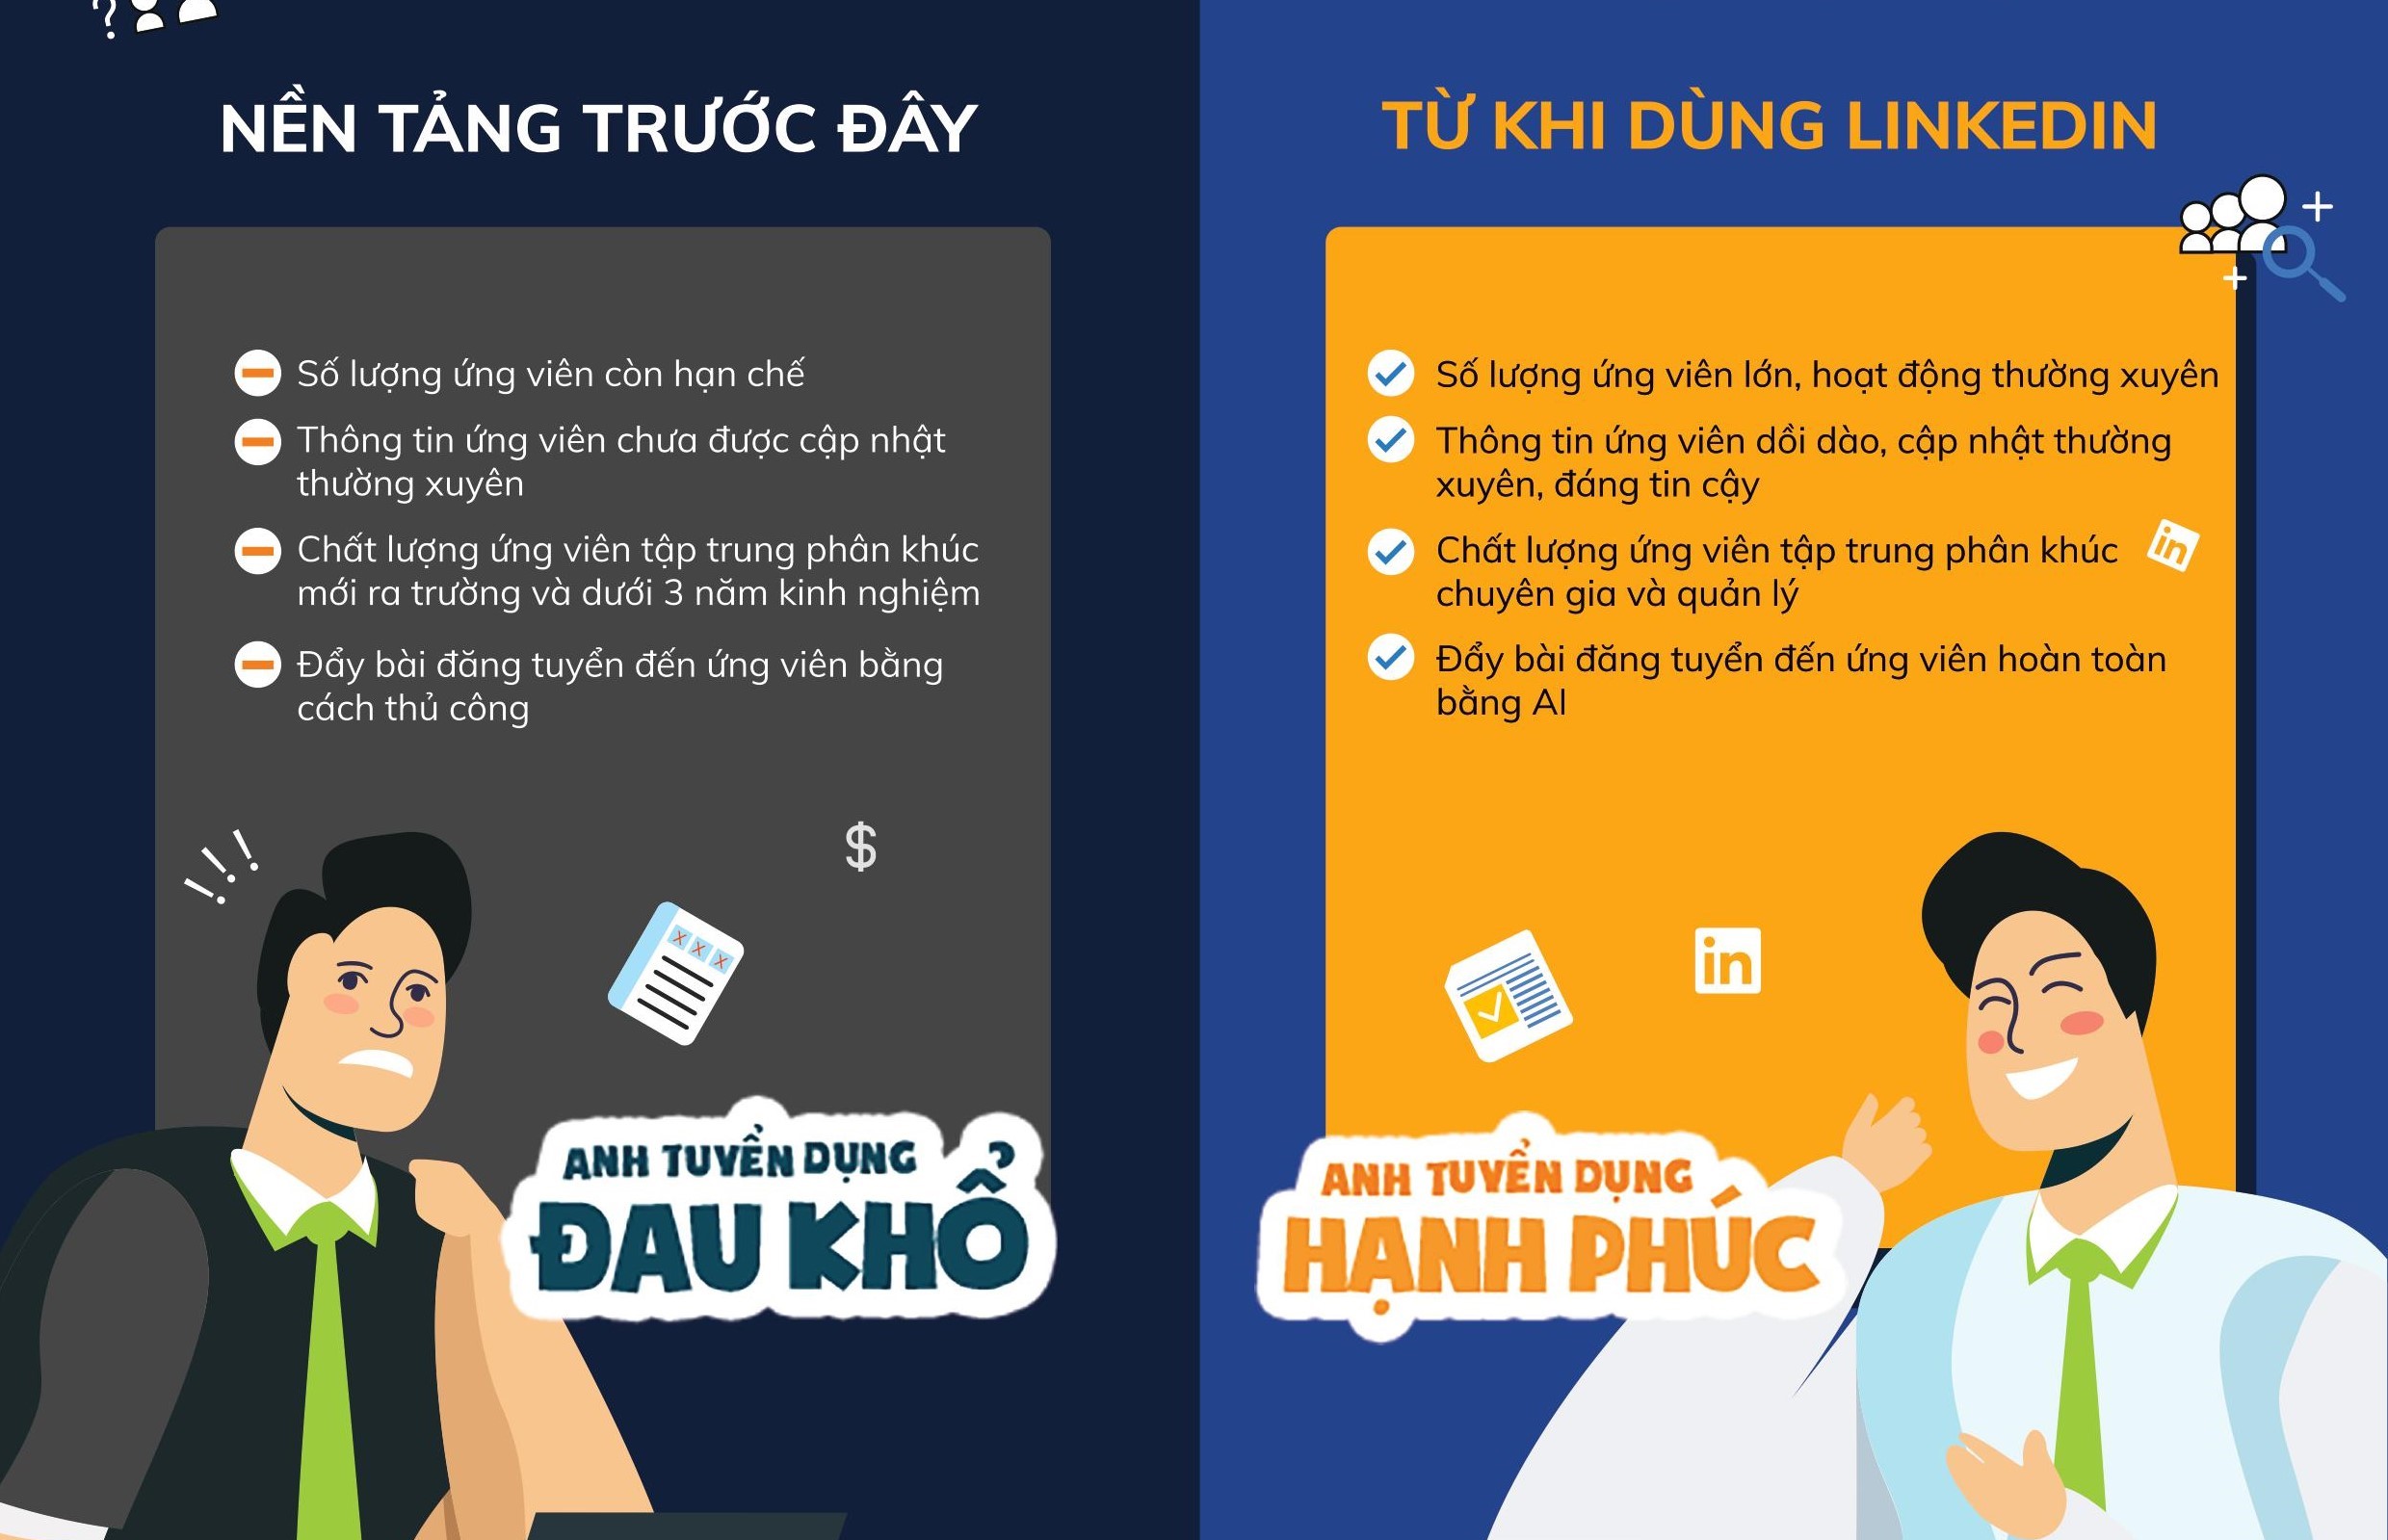 NỀN TẢNG TRƯỚC ĐÂY
Số lượng ứng viên còn hạn chế
Thông tin ứng viên chưa được cập nhật
thường xuyên
Chất lượng ứng viên tập trung phân khúc
mới ra trường và dưới 3 năm kinh nghiệm
Đẩy bài đăng tuyển đến ứng viên bằng
cách thủ công
$
ANH TUYỂN DỤNG
ĐAU KHỔ
TỪ KHI DÙNG LINKEDIN
Số lượng ứng viên lớn, hoạt động thường xuyên
Thông tin ứng viên dồi dào, cập nhật thường
xuyên, đáng tin cậy
Chất lượng ứng viên tập trung phân khúc
chuyên gia và quản lý
in
Đẩy bài đăng tuyển đến ứng viên hoàn toàn
bằng AI
in
ANH TUYỂN DỤNG
HẠNH PHÚC